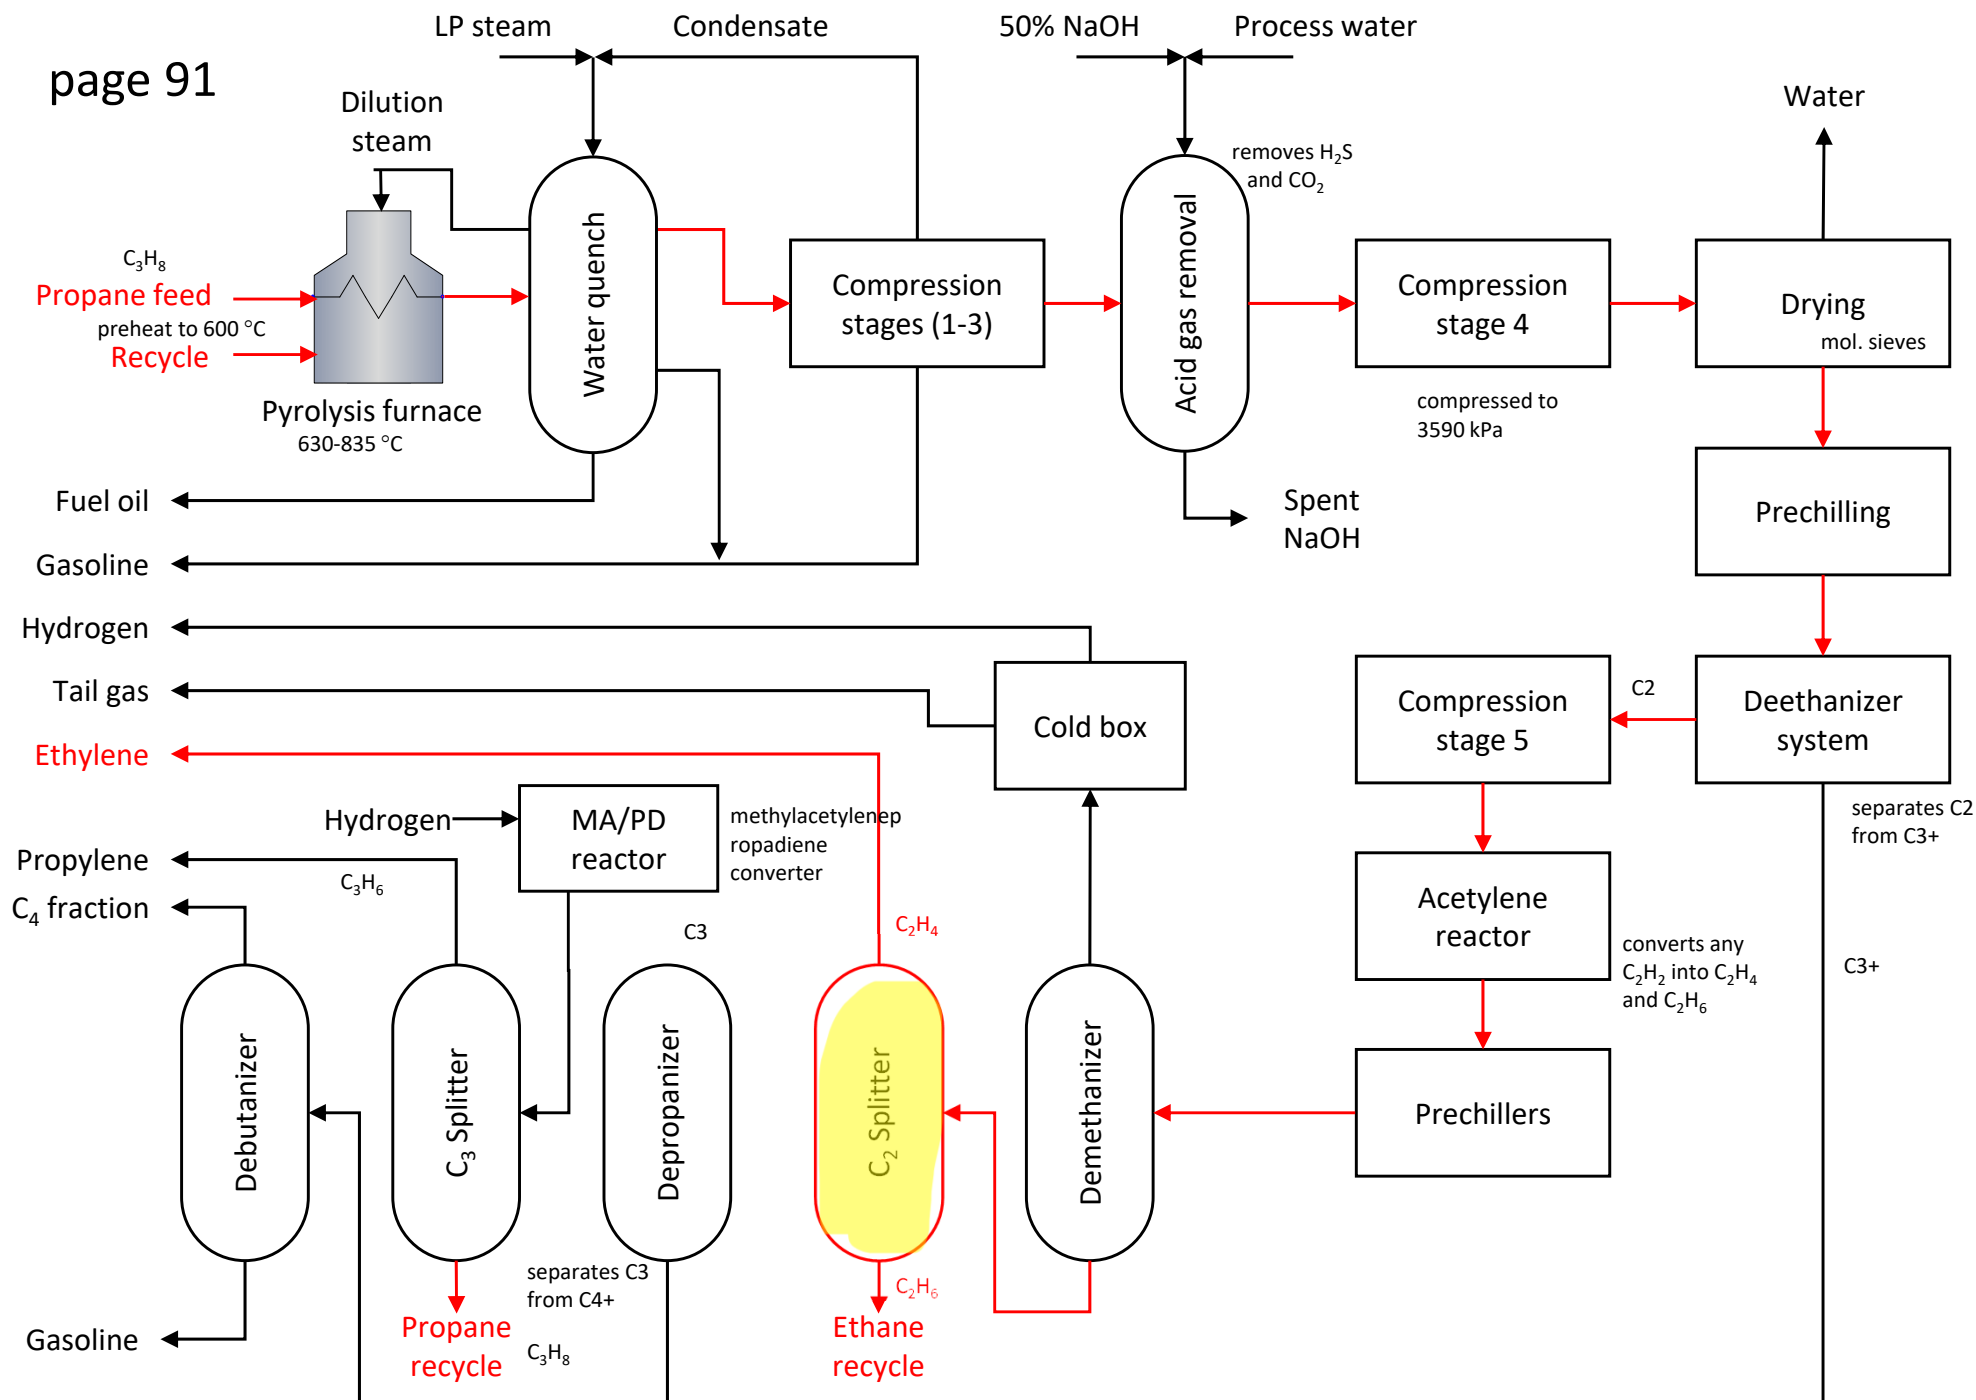 page 91
LP steam
Condensate
50% NaOH
Process water
Dilution
steam
Water
removes H₂S
and CO₂
C₃H₈
Propane feed
preheat to 600 °C
Recycle
Pyrolysis furnace
630-835 °C
Water quench
Compression
stages (1-3)
Acid gas removal
Compression
stage 4
compressed to
3590 kPa
Drying
mol. sieves
Prechilling
Spent
NaOH
Fuel oil
Gasoline
Hydrogen
Tail gas
Ethylene
Cold box
Compression
stage 5
C2
Deethanizer
system
separates C2
from C3+
Hydrogen
MA/PD
reactor
methylacetylenep
ropadiene
converter
Propylene
C₃H₆
C₄ fraction
C3
C₂H₄
Acetylene
reactor
converts any
C₂H₂ into C₂H₄
and C₂H₆
C3+
Debutanizer
C₃ Splitter
Depropanizer
C₂ Splitter
Demethanizer
Prechillers
Gasoline
Propane
recycle
separates C3
from C4+
C₃H₈
C₂H₆
Ethane
recycle